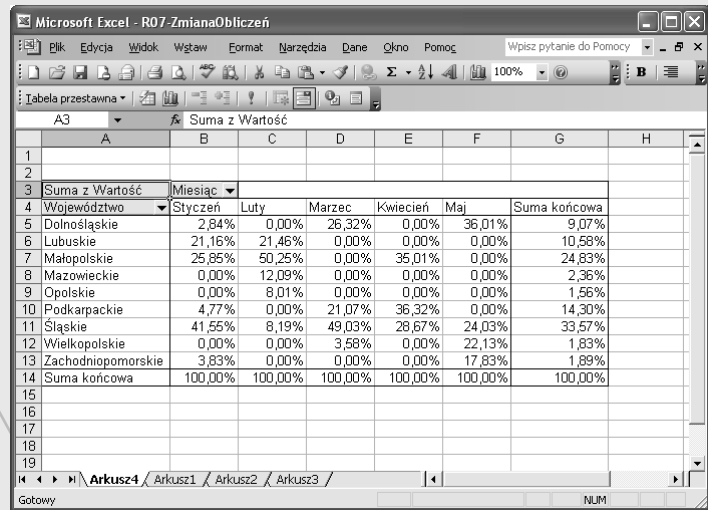 Microsoft Excel - R07-ZmianaObliczeń
Plik Edycja Widok Wstaw Format Narzędzia Dane Okno Pomoc Wpisz pytanie do Pomocy
100% B
Tabela przestawna
A3 fx Suma z Wartość
A B C D E F G H
1
2
3 Suma z Wartość Miesiąc
4 Województwo Styczeń Luty Marzec Kwiecień Maj Suma końcowa
5 Dolnośląskie 2,84% 0,00% 26,32% 0,00% 36,01% 9,07%
6 Lubuskie 21,16% 21,46% 0,00% 0,00% 0,00% 10,58%
7 Małopolskie 25,85% 50,25% 0,00% 35,01% 0,00% 24,83%
8 Mazowieckie 0,00% 12,09% 0,00% 0,00% 0,00% 2,36%
9 Opolskie 0,00% 8,01% 0,00% 0,00% 0,00% 1,56%
10 Podkarpackie 4,77% 0,00% 21,07% 36,32% 0,00% 14,30%
11 Śląskie 41,55% 8,19% 49,03% 28,67% 24,03% 33,57%
12 Wielkopolskie 0,00% 0,00% 3,58% 0,00% 22,13% 1,83%
13 Zachodniopomorskie 3,83% 0,00% 0,00% 0,00% 17,83% 1,89%
14 Suma końcowa 100,00% 100,00% 100,00% 100,00% 100,00% 100,00%
15
16
17
18
19
Arkusz4 Arkusz1 Arkusz2 Arkusz3
Gotowy NUM